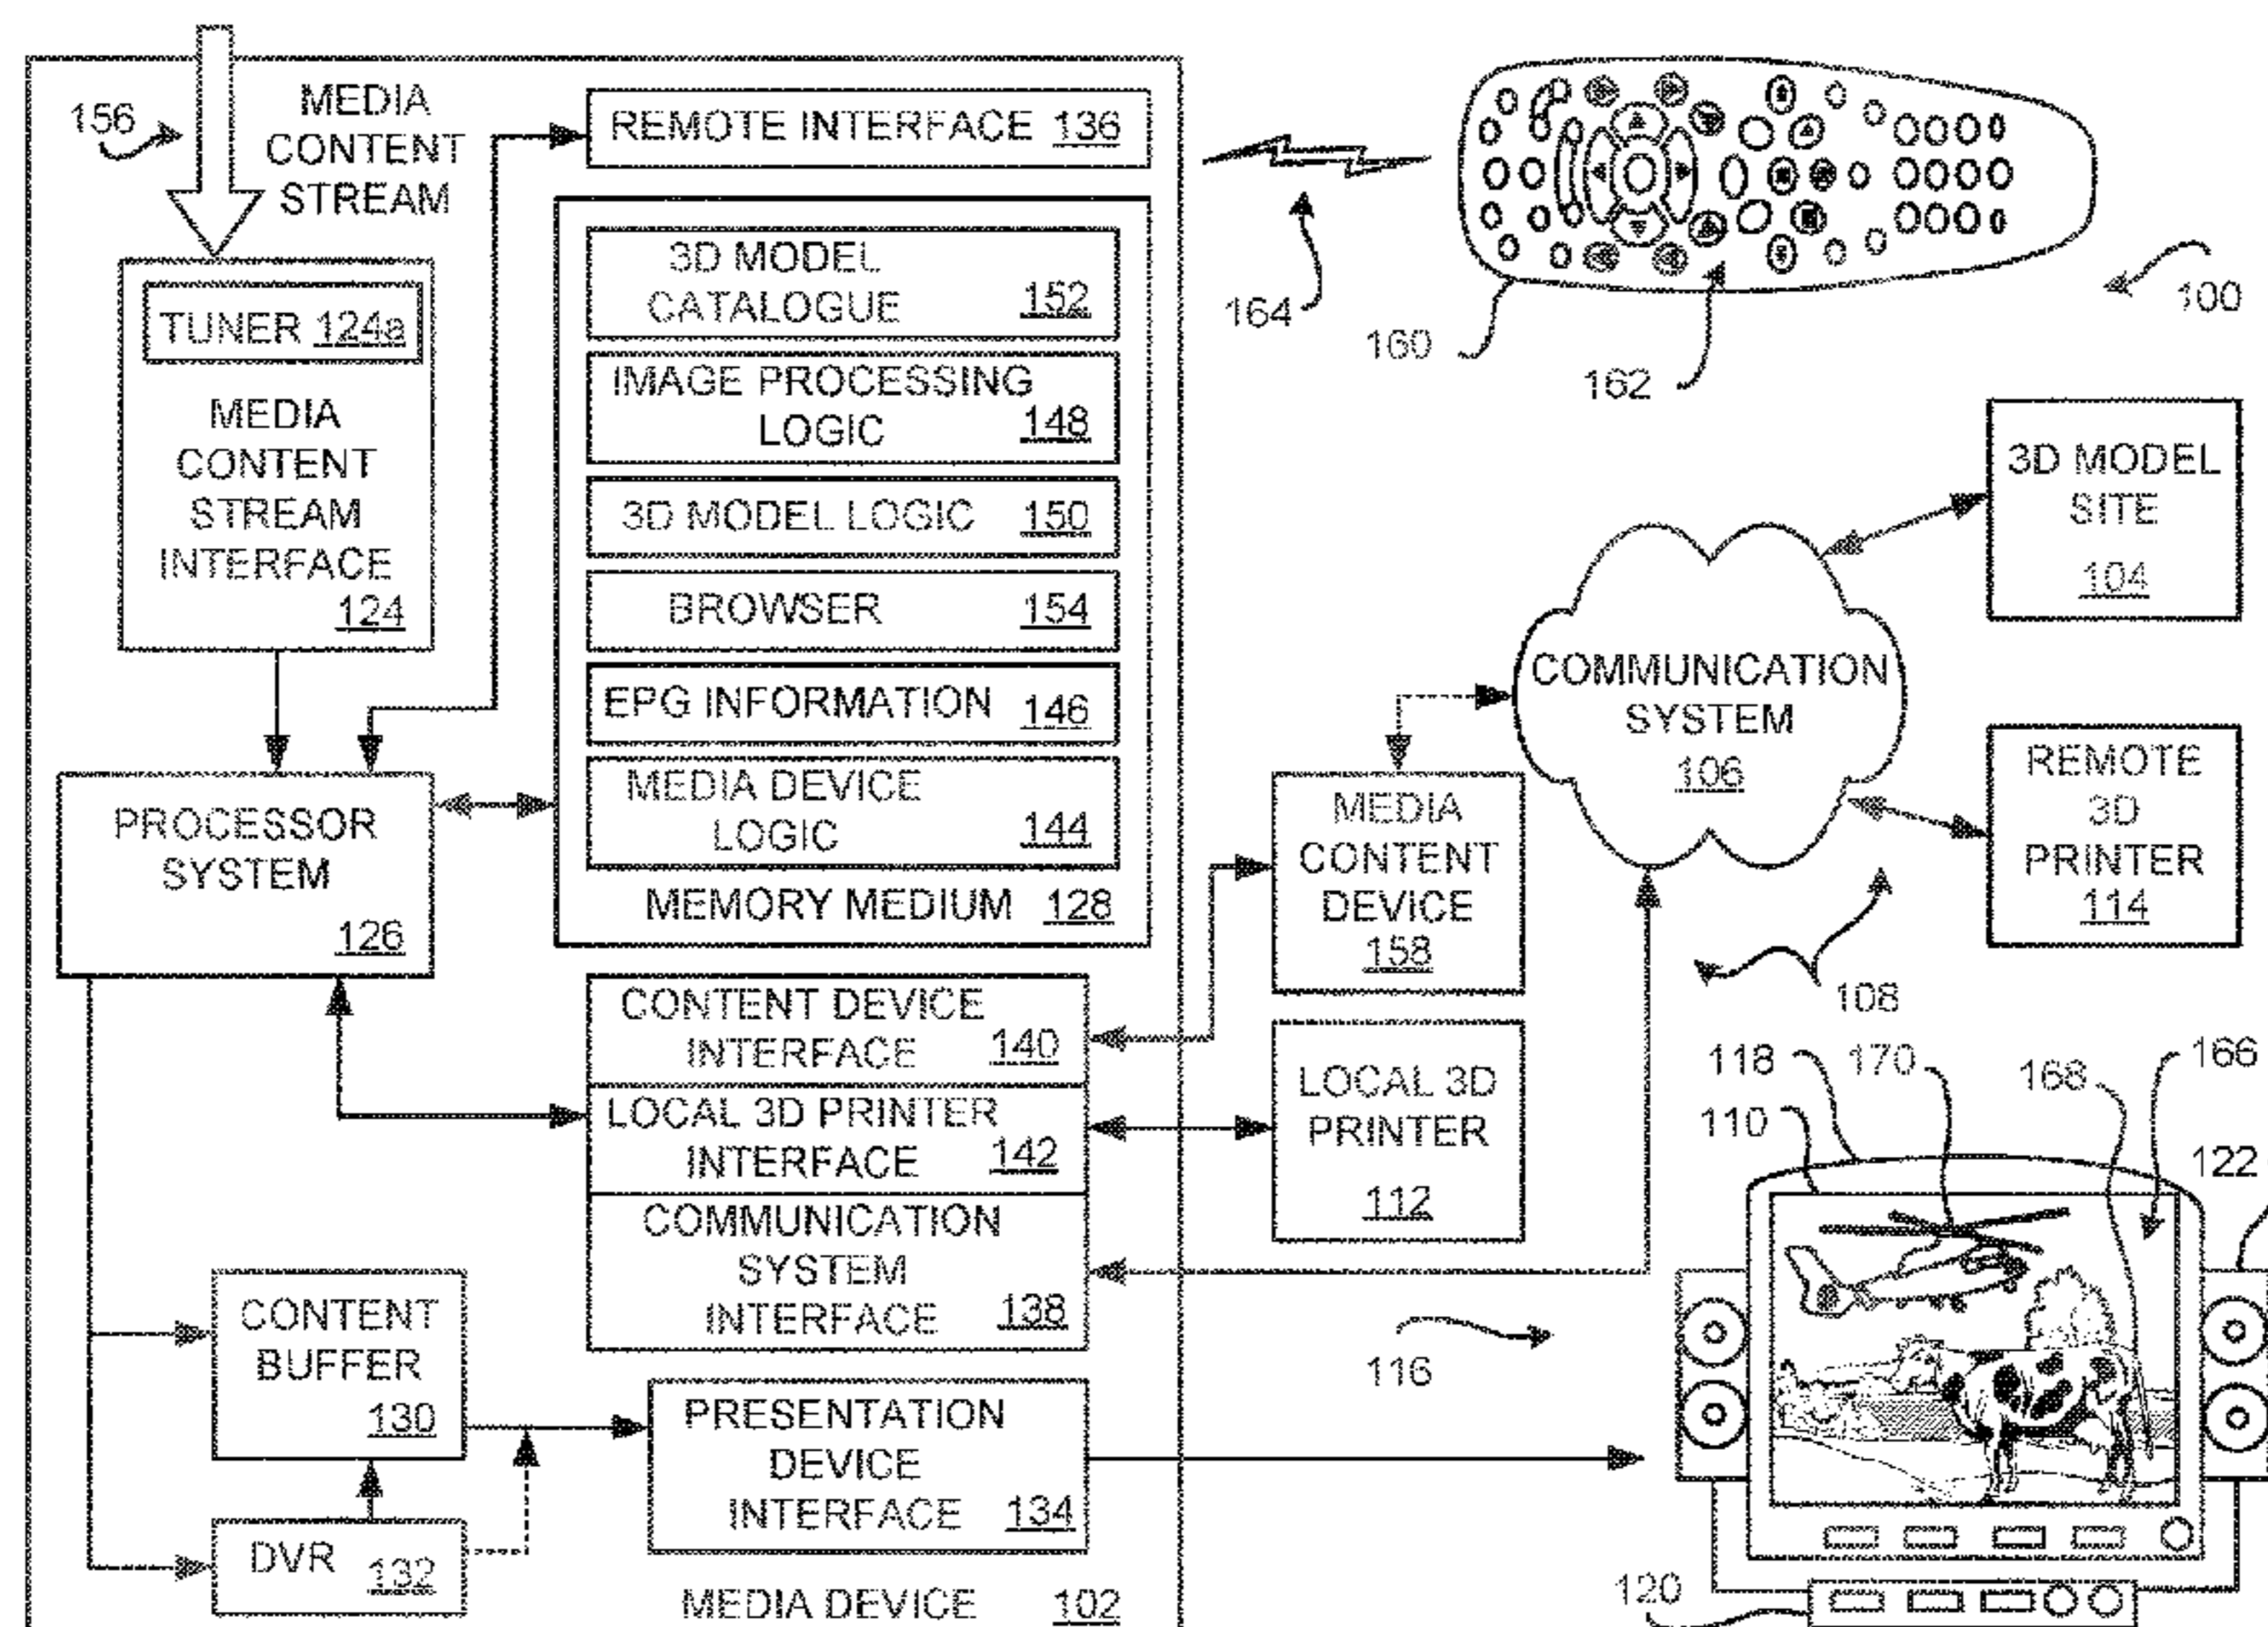 156
MEDIA
CONTENT
STREAM
TUNER 124a
MEDIA
CONTENT
STREAM
INTERFACE
124
REMOTE INTERFACE 136
3D MODEL
CATALOGUE 152
IMAGE PROCESSING
LOGIC 148
3D MODEL LOGIC 150
BROWSER 154
EPG INFORMATION 146
MEDIA DEVICE
LOGIC 144
MEMORY MEDIUM 128
PROCESSOR
SYSTEM
126
CONTENT DEVICE
INTERFACE 140
LOCAL 3D PRINTER
INTERFACE 142
COMMUNICATION
SYSTEM
INTERFACE 138
CONTENT
BUFFER
130
DVR 132
PRESENTATION
DEVICE
INTERFACE 134
MEDIA DEVICE 102
164
160
162
100
3D MODEL
SITE
104
COMMUNICATION
SYSTEM
106
REMOTE
3D
PRINTER
114
MEDIA
CONTENT
DEVICE
158
108
LOCAL 3D
PRINTER
112
116
118
170
168
166
110
122
120